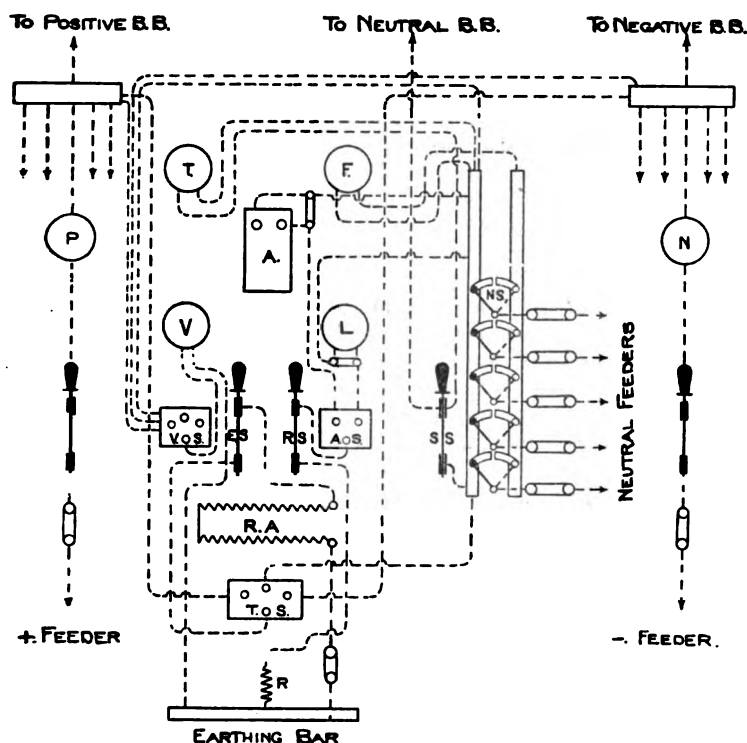 To Positive B.B.
To Neutral B.B.
To Negative B.B.
T.
F.
A.
P
N
NS,
V
L
V. S.
E S
R S
A. S.
S S
Neutral Feeders
R.A
T. S.
+. Feeder
-. Feeder.
R
Earthing Bar